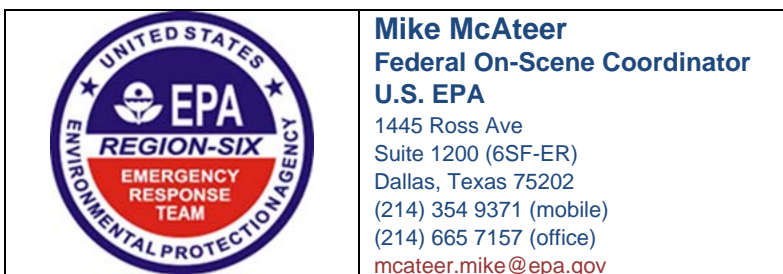 UNITED STATES
ENVIRONMENTAL PROTECTION AGENCY
EPA
REGION-SIX
EMERGENCY
RESPONSE
TEAM
Mike McAteer
Federal On-Scene Coordinator
U.S. EPA
1445 Ross Ave
Suite 1200 (6SF-ER)
Dallas, Texas 75202
(214) 354 9371 (mobile)
(214) 665 7157 (office)
mcateer.mike@epa.gov